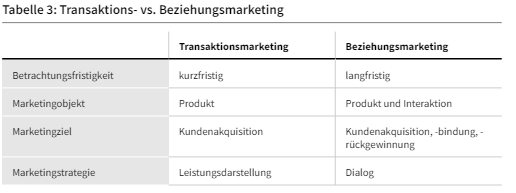 Tabelle 3: Transaktions- vs. Beziehungsmarketing
Transaktionsmarketing Beziehungsmarketing
Betrachtungsfristigkeit kurzfristig langfristig
Marketingobjekt Produkt Produkt und Interaktion
Marketingziel Kundenakquisition Kundenakquisition, -bindung, -
rückgewinnung
Marketingstrategie Leistungsdarstellung Dialog